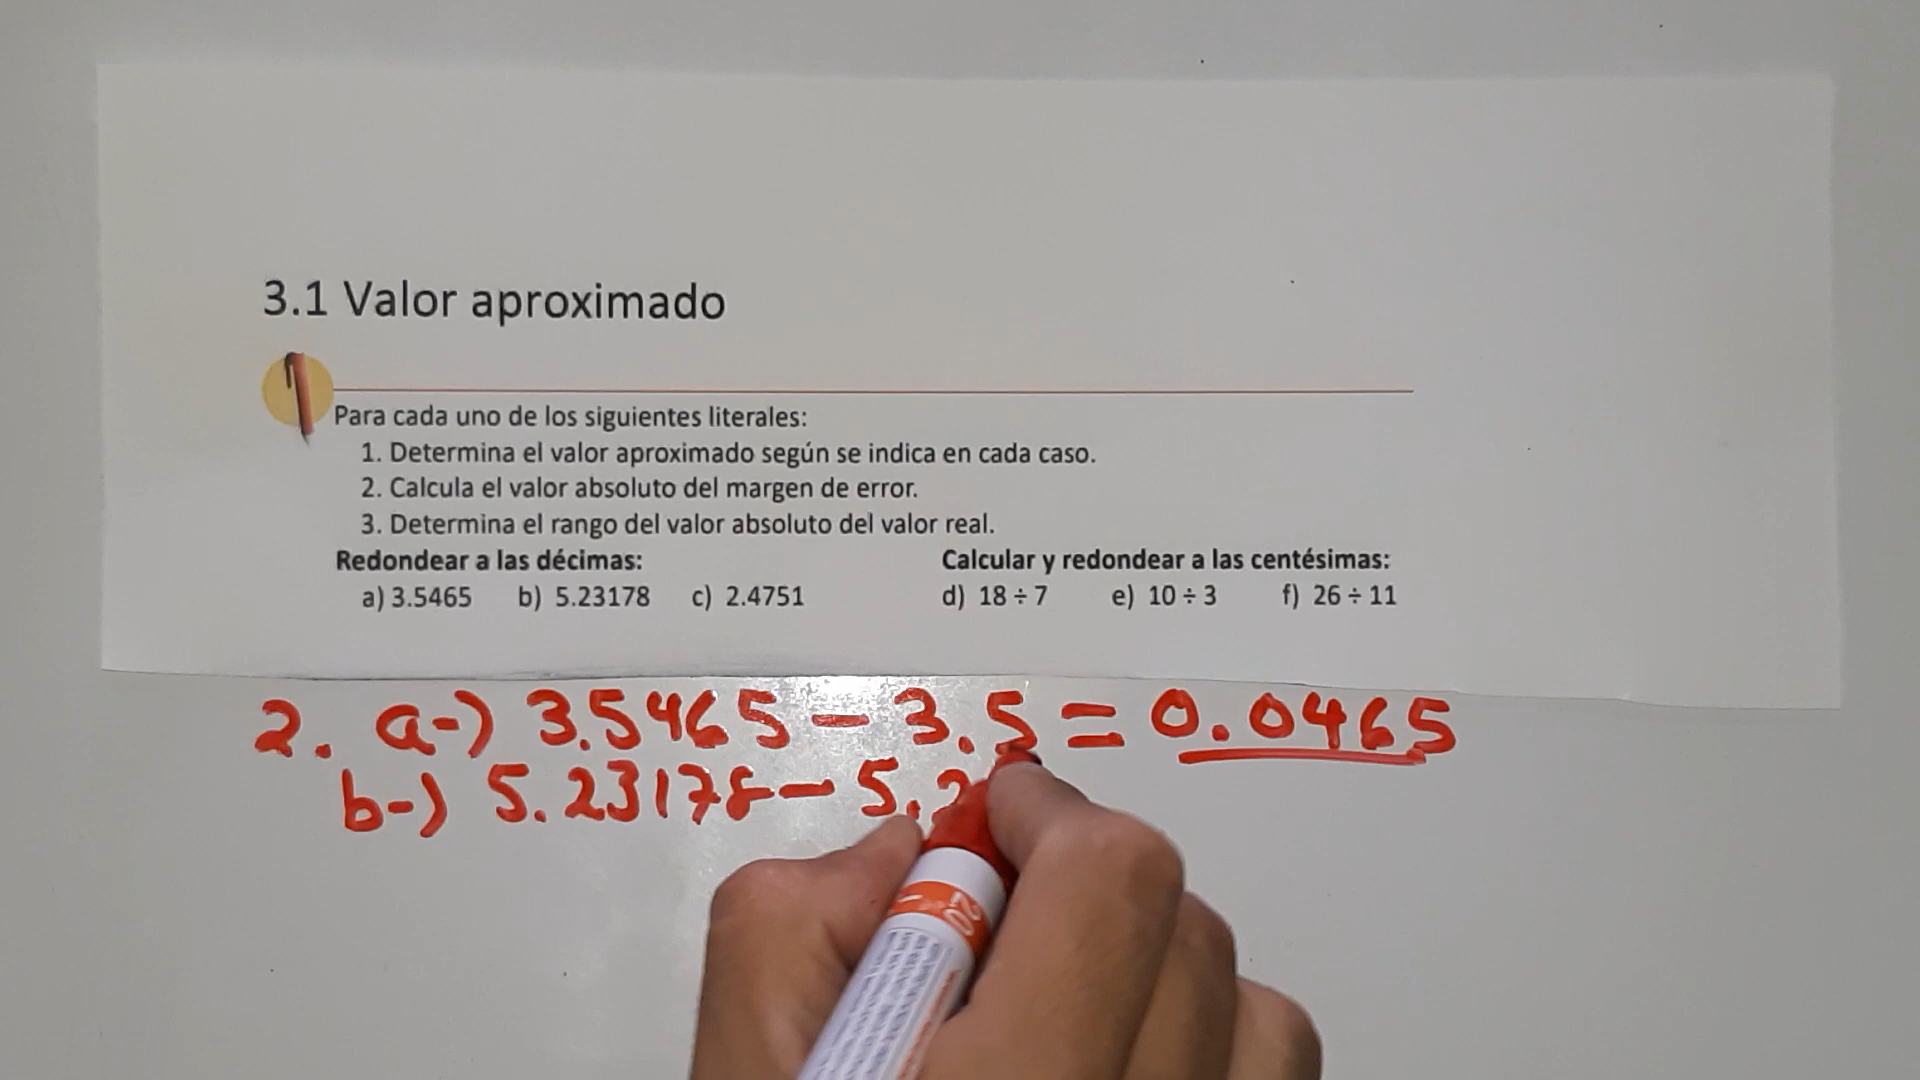 3.1 Valor aproximado
Para cada uno de los siguientes literales:
1. Determina el valor aproximado según se indica en cada caso.
2. Calcula el valor absoluto del margen de error.
3. Determina el rango del valor absoluto del valor real.
Redondear a las décimas: Calcular y redondear a las centésimas:
a) 3.5465 b) 5.23178 c) 2.4751 d) 18 ÷ 7 e) 10 ÷ 3 f) 26 ÷ 11
2. a-) 3.5465 - 3.5 = 0.0465
b-) 5.23178 - 5.2